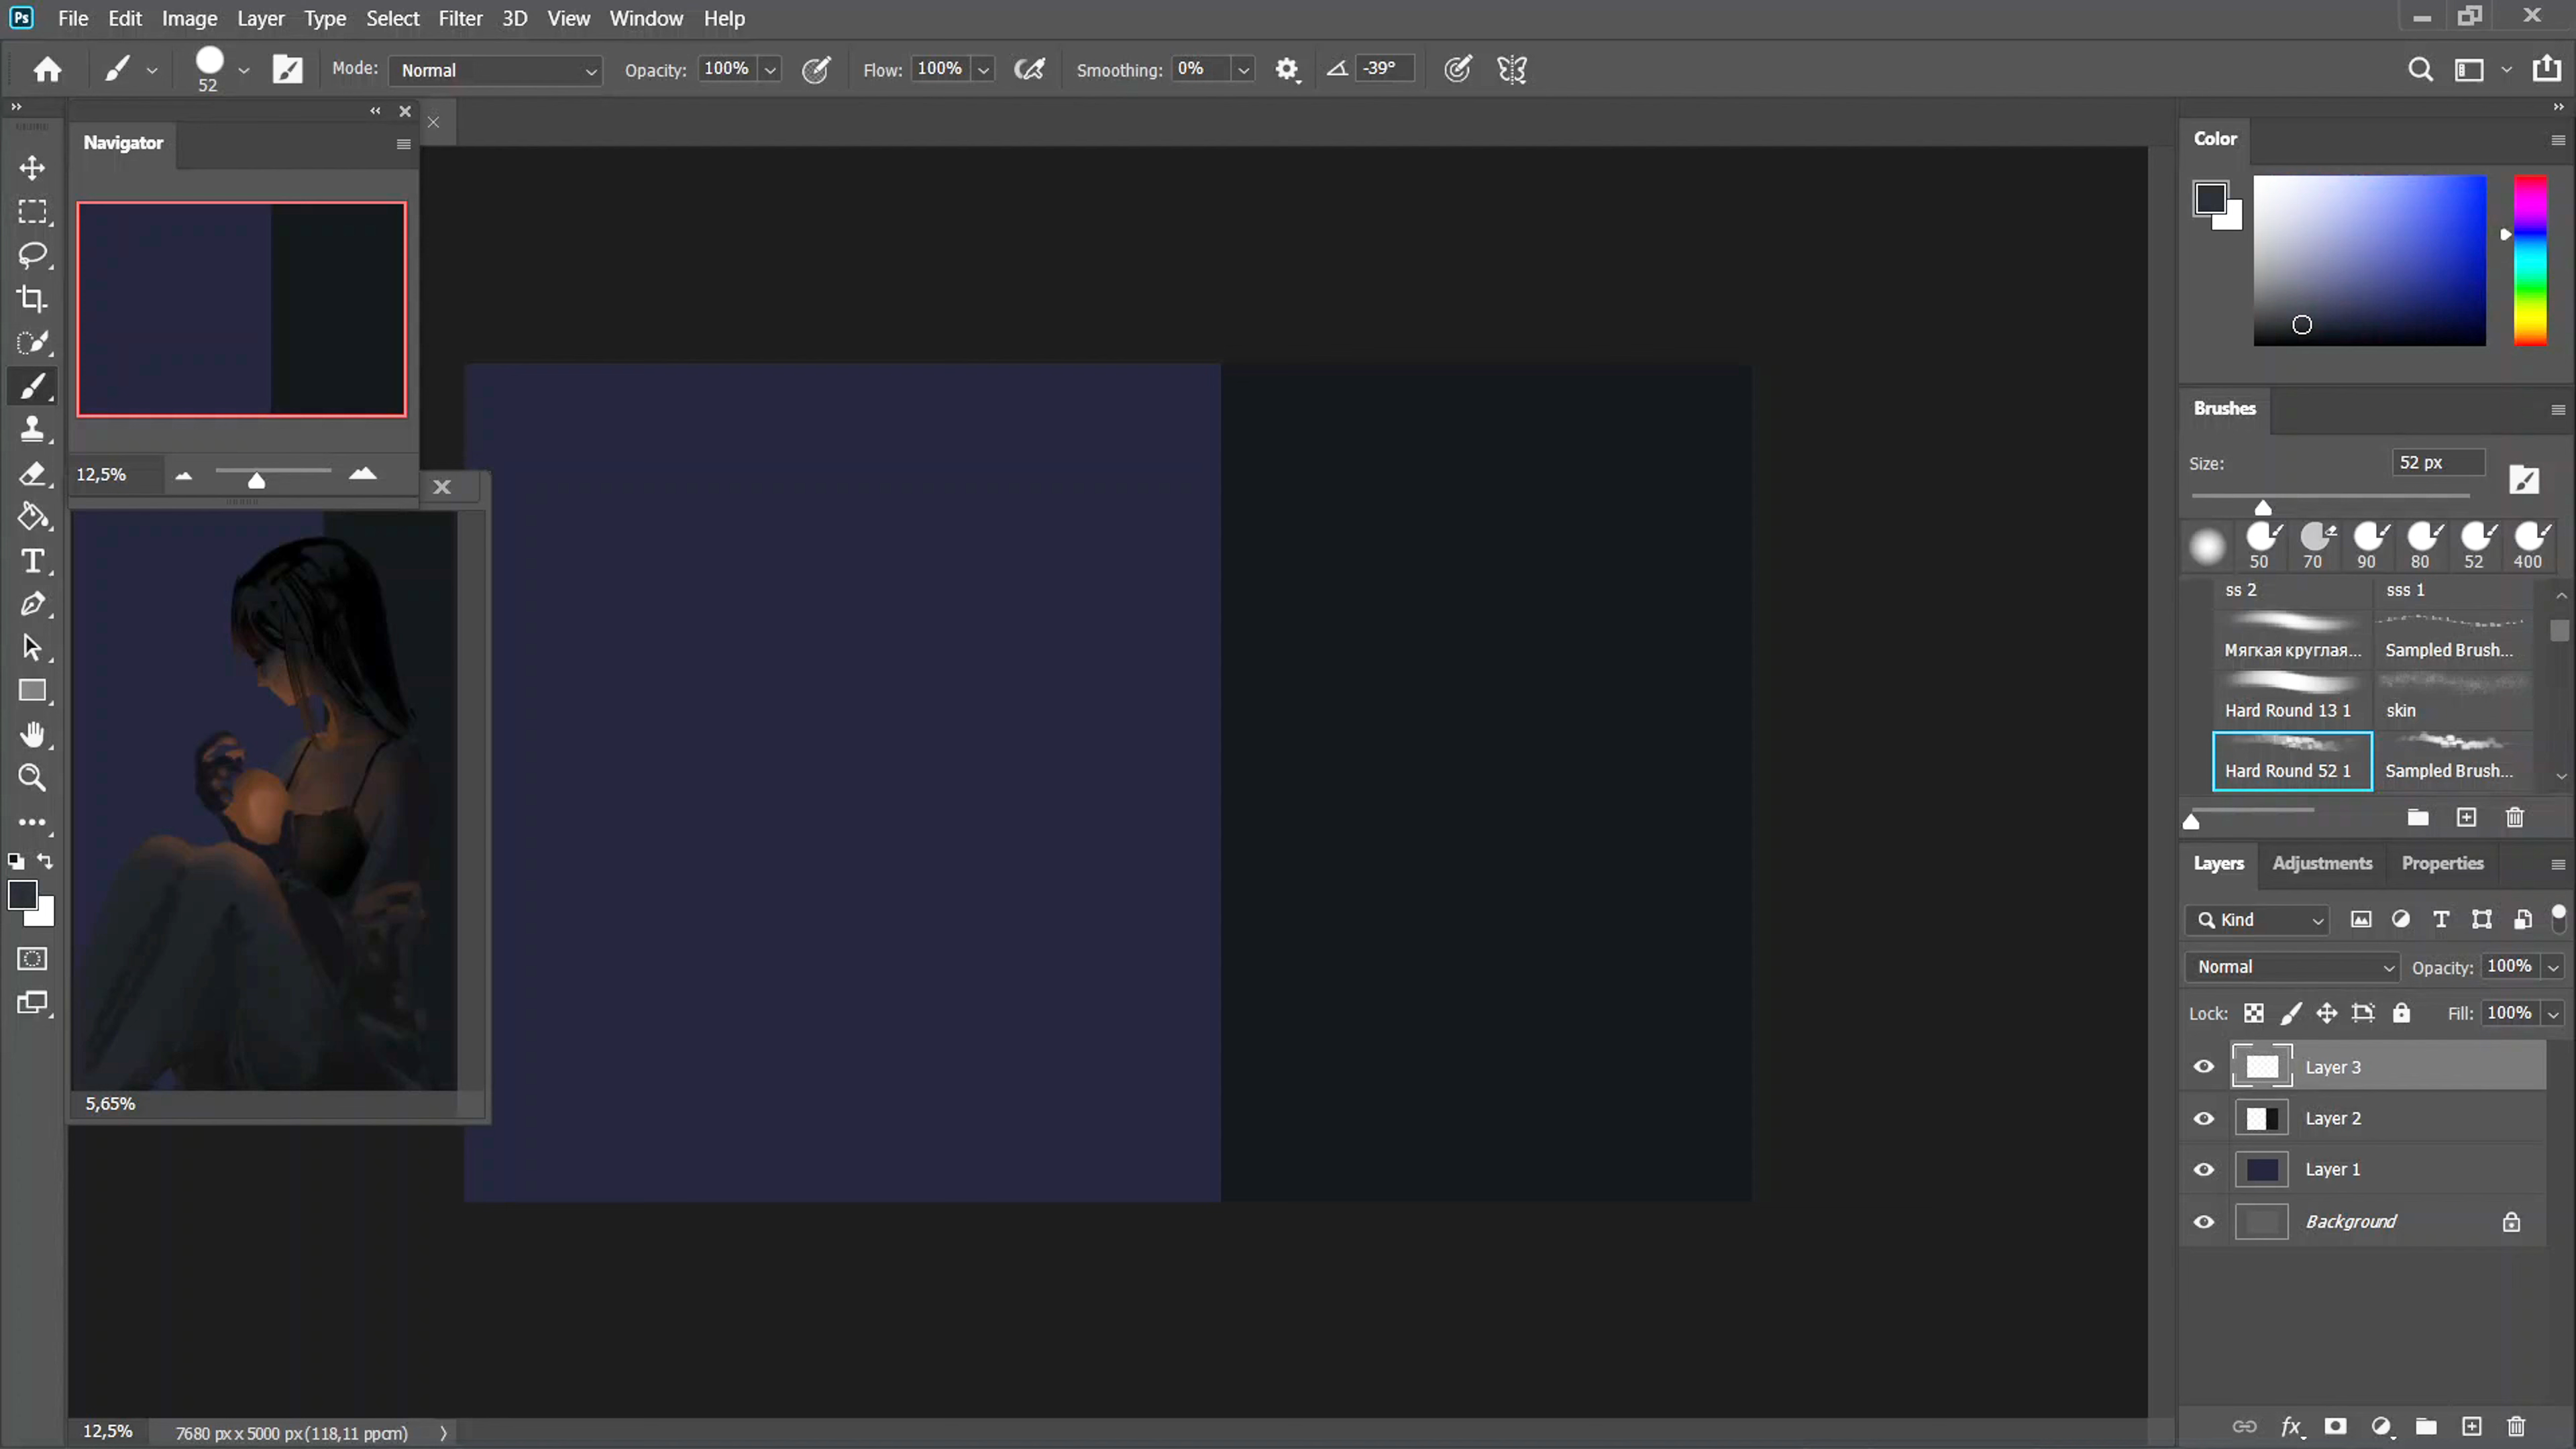 Ps File Edit Image Layer Type Select Filter 3D View Window Help
52 Mode: Normal Opacity: 100% Flow: 100% Smoothing: 0% -39°
Navigator
12,5%
5,65%
12,5% 7680 px x 5000 px (118,11 ppcm)
Color
Brushes
Size: 52 px
50 70 90 80 52 400
ss 2 sss 1
Мягкая круглая... Sampled Brush...
Hard Round 13 1 skin
Hard Round 52 1 Sampled Brush...
Layers Adjustments Properties
Kind
Normal Opacity: 100%
Lock: Fill: 100%
Layer 3
Layer 2
Layer 1
Background
fx